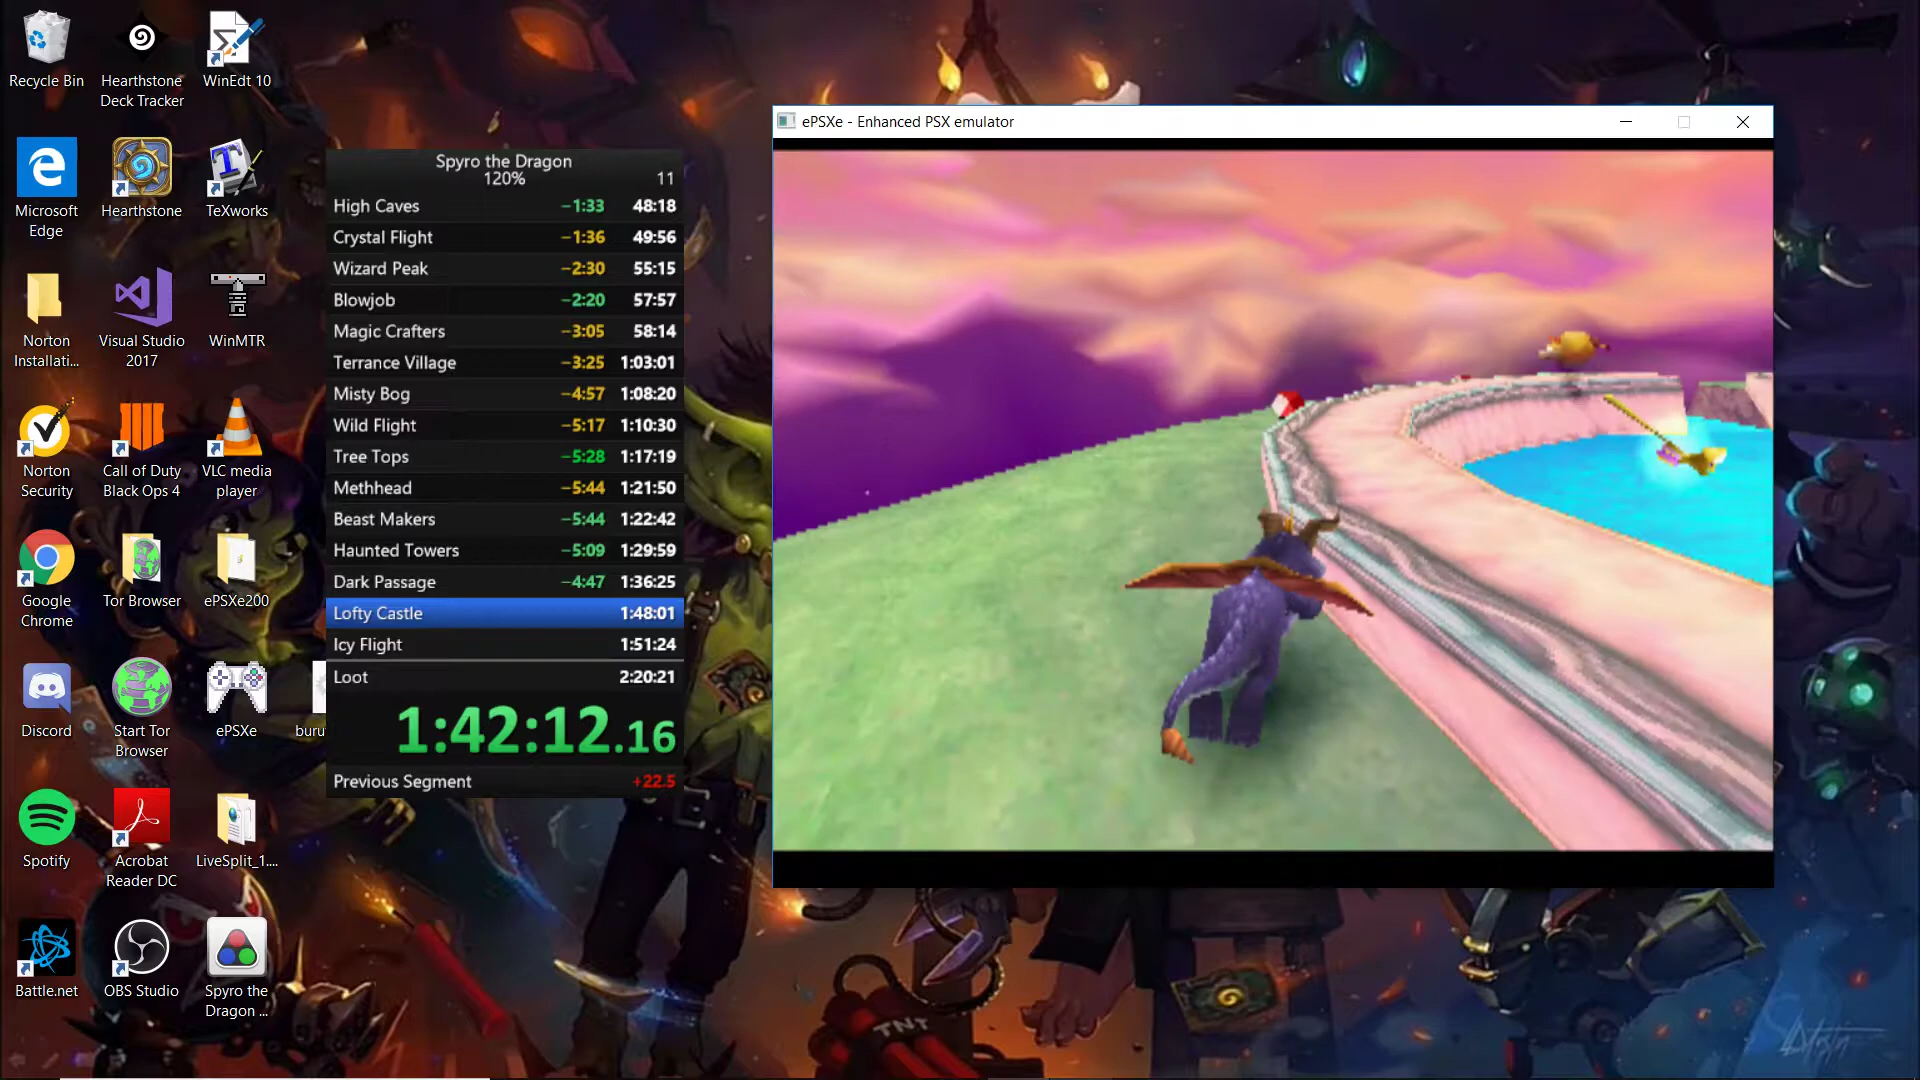 Recycle Bin
Hearthstone
Deck Tracker
WinEdt 10
Microsoft
Edge
Hearthstone
TeXworks
Norton
Installati...
Visual Studio
2017
WinMTR
Norton
Security
Call of Duty
Black Ops 4
VLC media
player
Google
Chrome
Tor Browser
ePSXe200
Discord
Start Tor
Browser
ePSXe
Spotify
Acrobat
Reader DC
LiveSplit_1....
Battle.net
OBS Studio
Spyro the
Dragon ...
Spyro the Dragon
120% 11
High Caves −1:33 48:18
Crystal Flight −1:36 49:56
Wizard Peak −2:30 55:15
Blowjob −2:20 57:57
Magic Crafters −3:05 58:14
Terrance Village −3:25 1:03:01
Misty Bog −4:57 1:08:20
Wild Flight −5:17 1:10:30
Tree Tops −5:28 1:17:19
Methhead −5:44 1:21:50
Beast Makers −5:44 1:22:42
Haunted Towers −5:09 1:29:59
Dark Passage −4:47 1:36:25
Lofty Castle 1:48:01
Icy Flight 1:51:24
Loot 2:20:21
1:42:12.16
Previous Segment +22.5
ePSXe - Enhanced PSX emulator
TNT